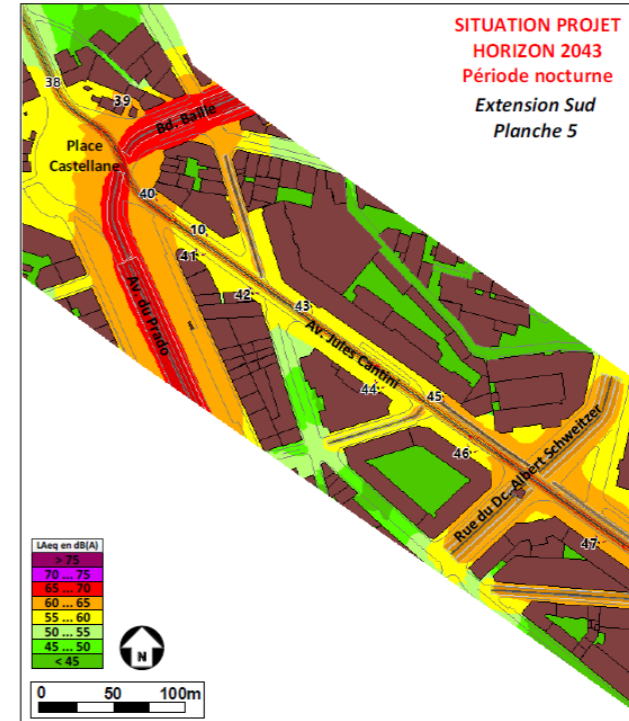 SITUATION PROJET
HORIZON 2043
Période nocturne
Extension Sud
Planche 5
38
39
Bd. Baille
Place
Castellane
40
10
41
42
43
Av. du Prado
Av. Jules Cantini
44
45
46
Rue du Dc. Albert Schweitzer
47
LAeq en dB(A)
> 75
70 ... 75
65 ... 70
60 ... 65
55 ... 60
50 ... 55
45 ... 50
< 45
N
0 50 100m